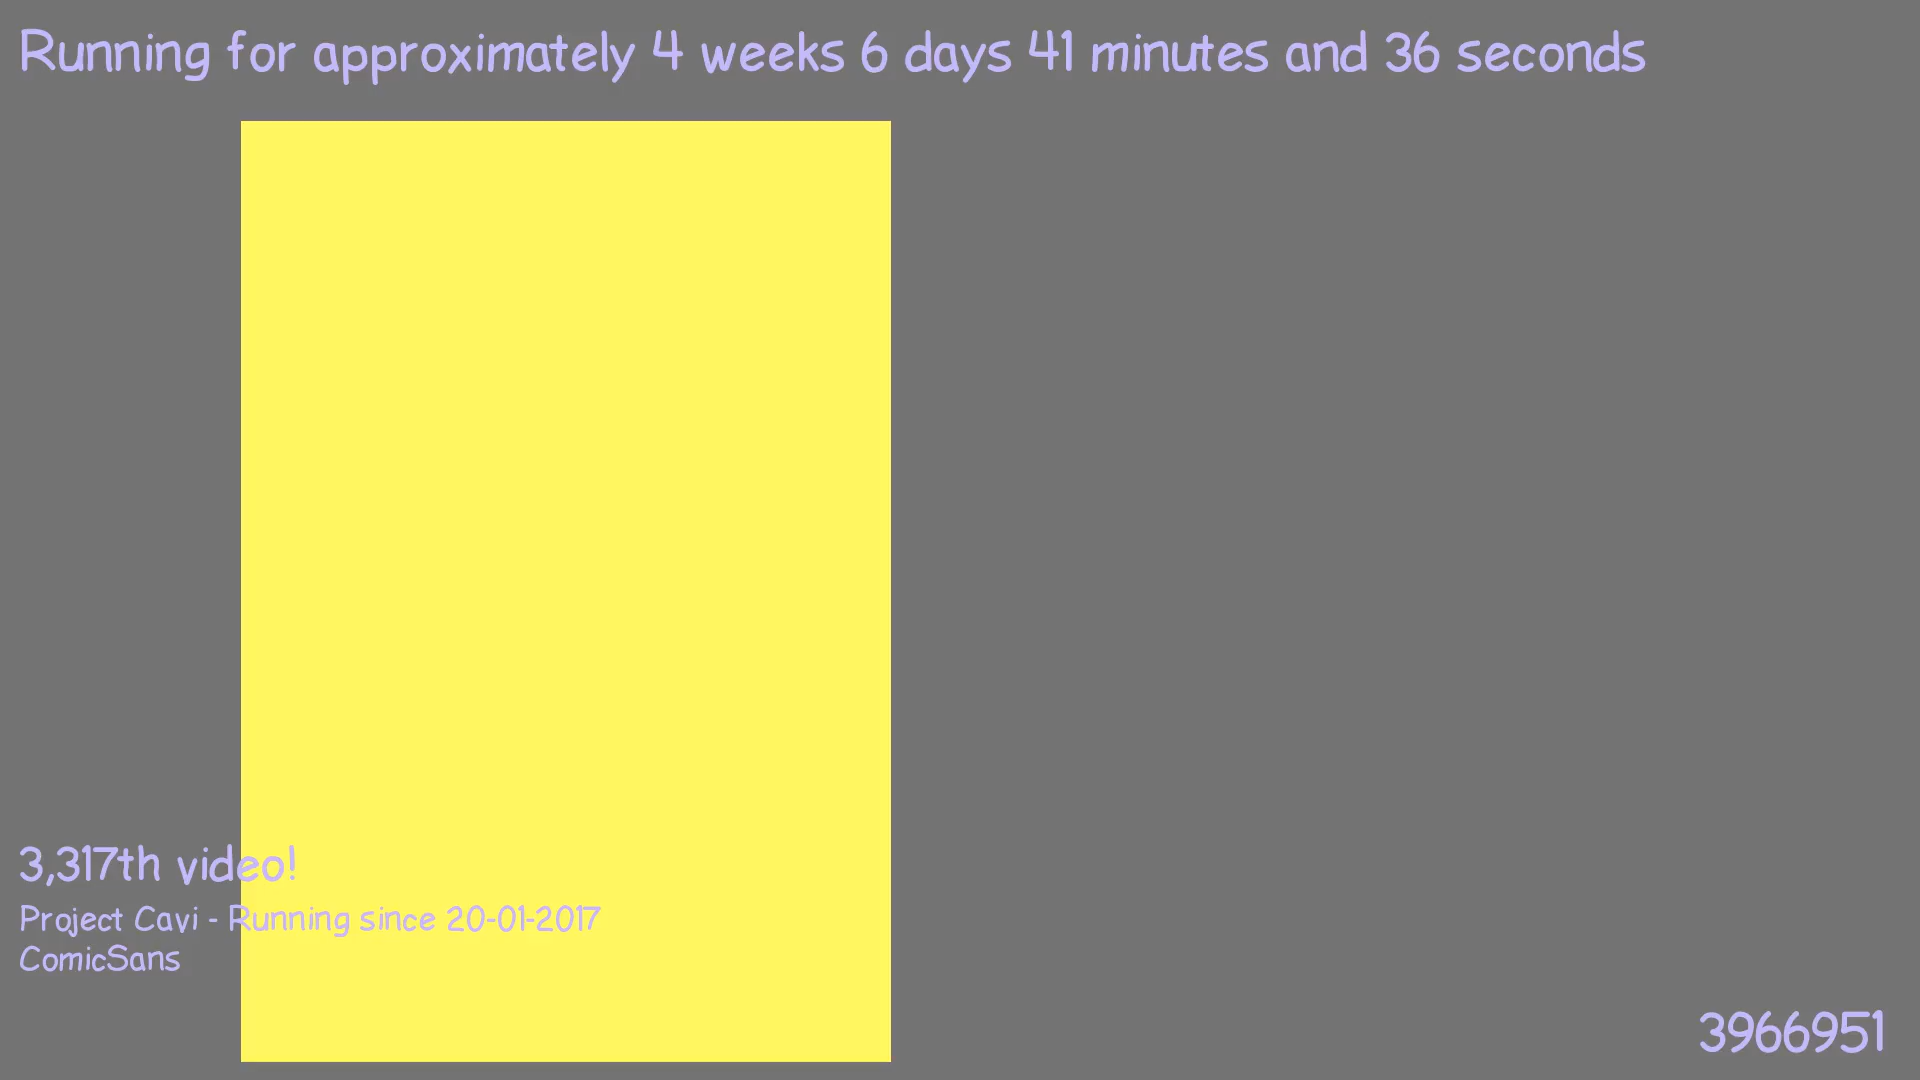 Running for approximately 4 weeks 6 days 41 minutes and 36 seconds
3,317th video!
Project Cavi - Running since 20-01-2017
ComicSans
3966951